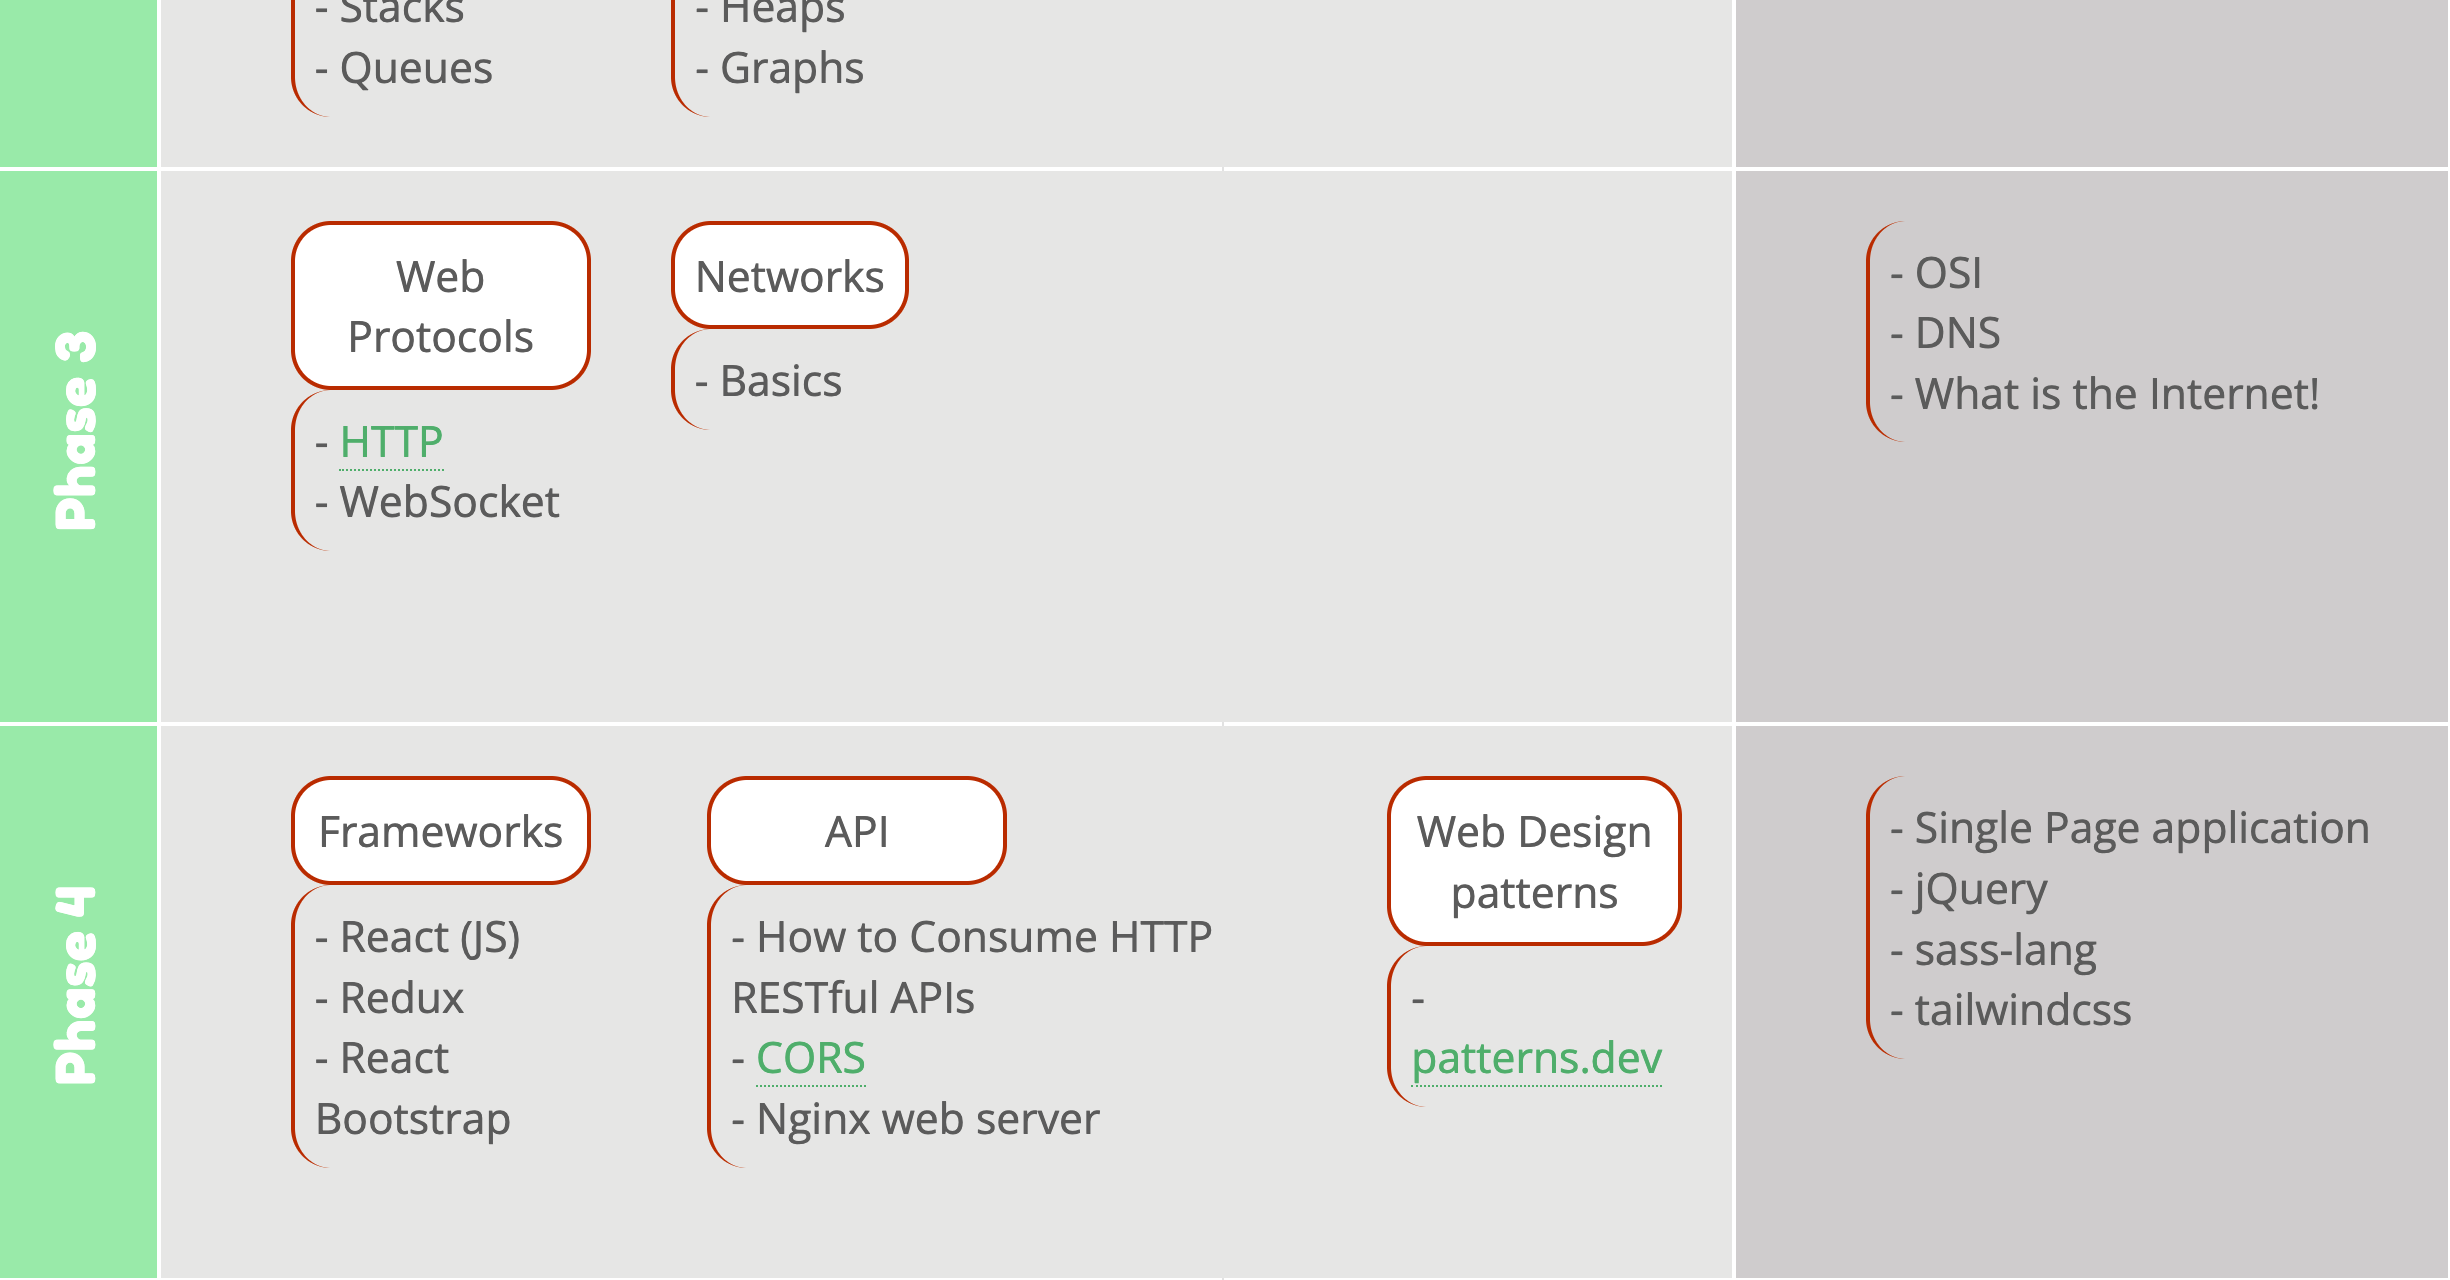 - Stacks
- Queues
- Heaps
- Graphs
Phase 3
Web
Protocols
- HTTP
- WebSocket
Networks
- Basics
- OSI
- DNS
- What is the Internet!
Phase 4
Frameworks
- React (JS)
- Redux
- React
Bootstrap
API
- How to Consume HTTP
RESTful APIs
- CORS
- Nginx web server
Web Design
patterns
-
patterns.dev
- Single Page application
- jQuery
- sass-lang
- tailwindcss